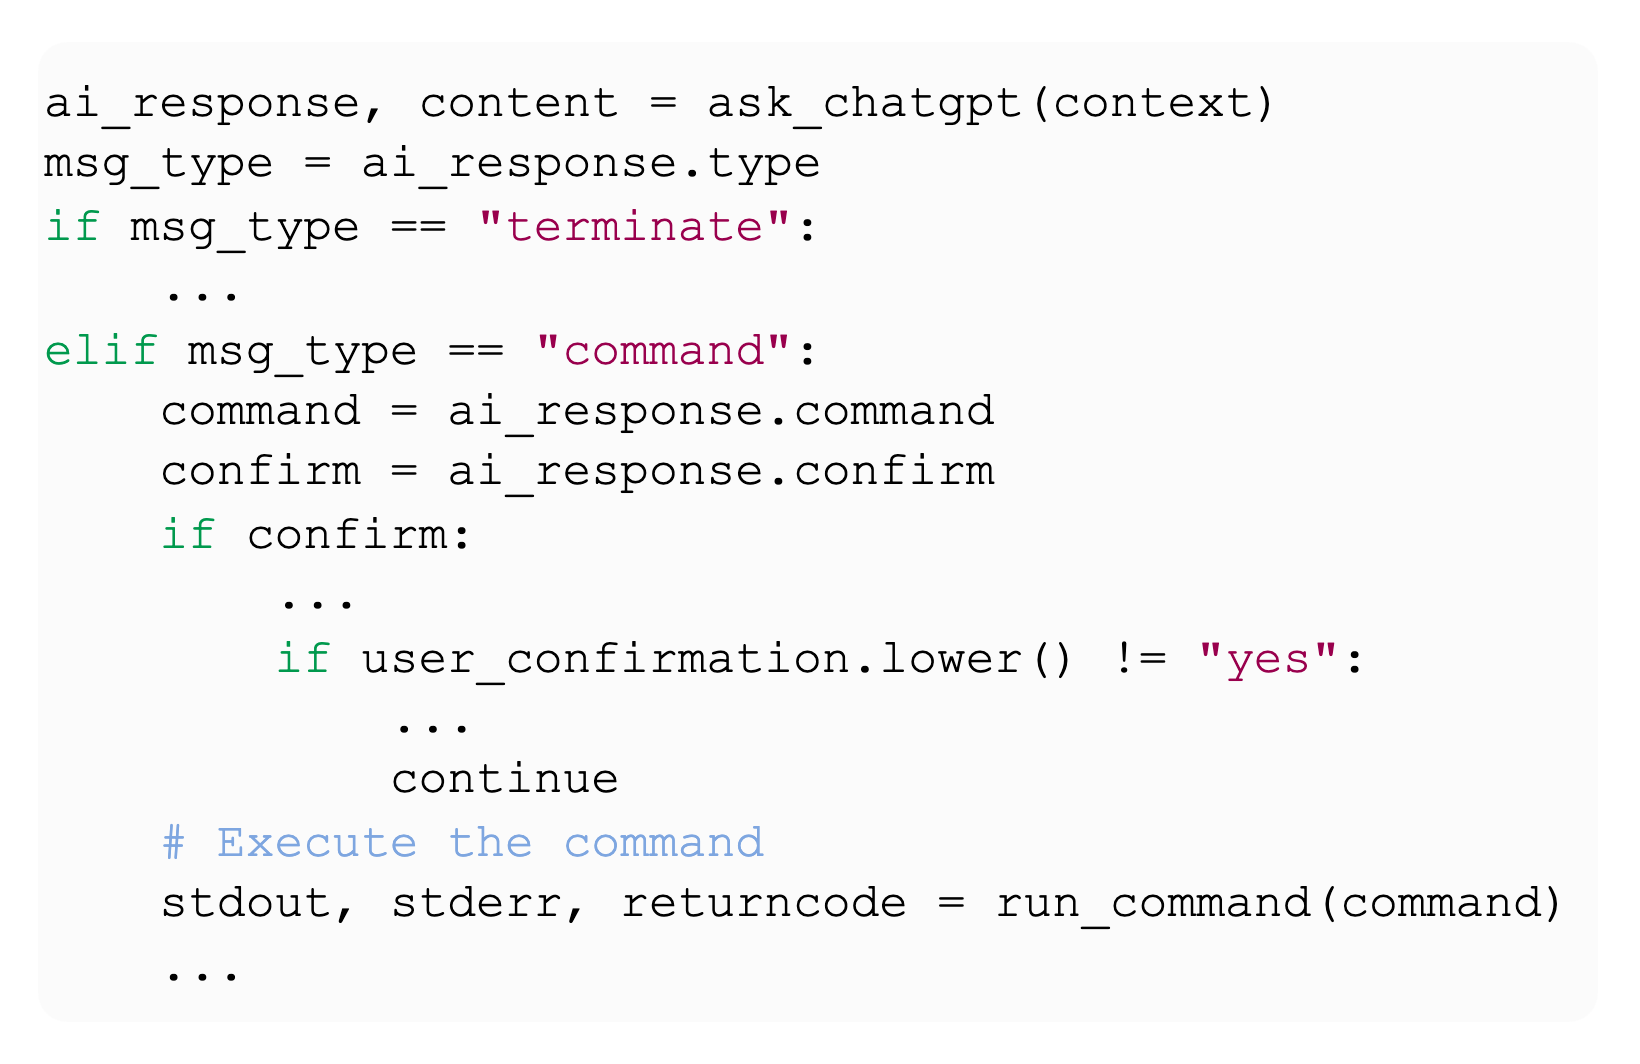 ai_response, content = ask_chatgpt(context)
msg_type = ai_response.type
if msg_type == "terminate":
    ...
elif msg_type == "command":
    command = ai_response.command
    confirm = ai_response.confirm
    if confirm:
        ...
        if user_confirmation.lower() != "yes":
            ...
            continue
    # Execute the command
    stdout, stderr, returncode = run_command(command)
    ...